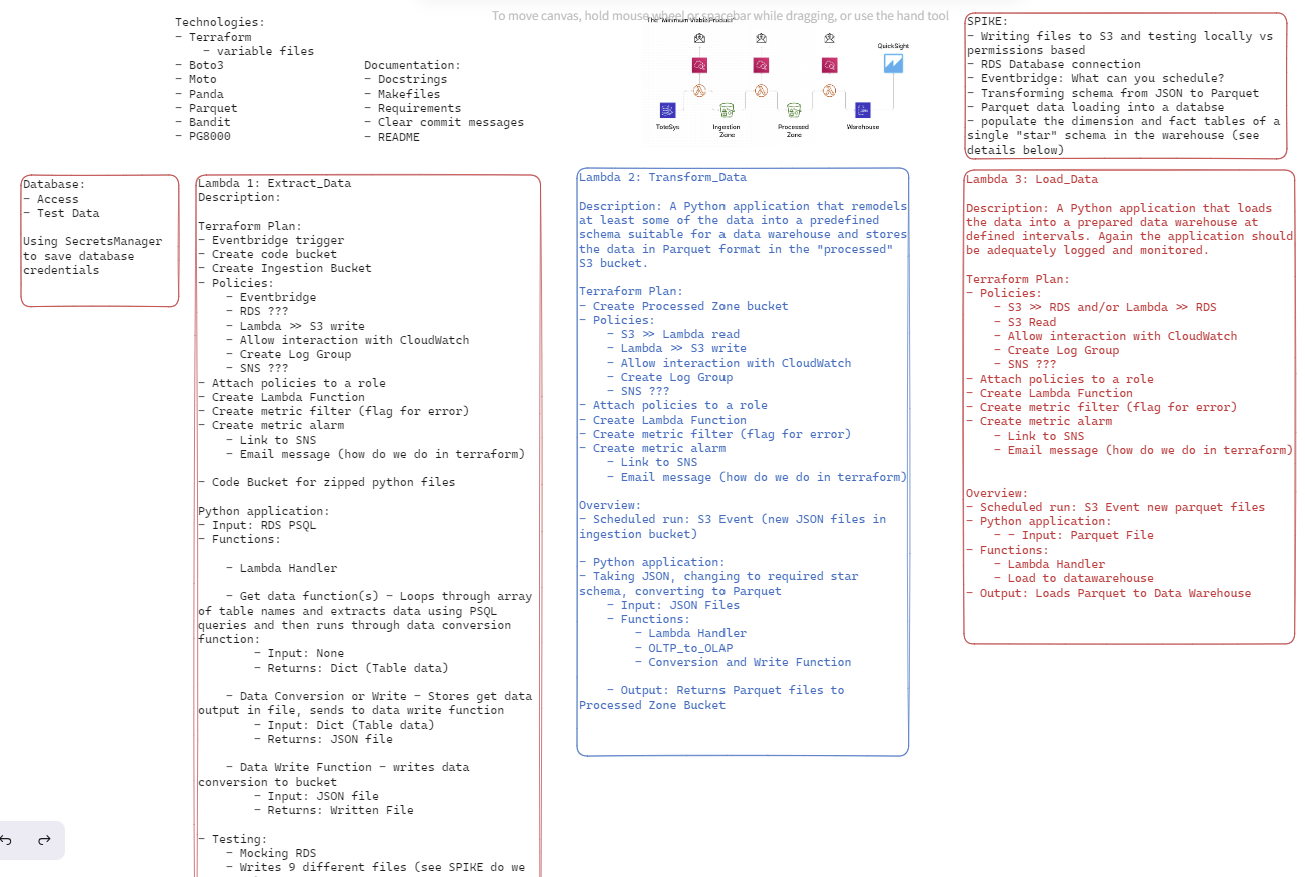 To move canvas, hold mouse wheel or spacebar while dragging, or use the hand tool
Technologies:
- Terraform
- variable files
- Boto3
- Moto
- Panda
- Parquet
- Bandit
- PG8000
Documentation:
- Docstrings
- Makefiles
- Requirements
- Clear commit messages
- README
The "Minimum Viable Product"
QuickSight
ToteSys
Ingestion
Zone
Processed
Zone
Warehouse
SPIKE:
- Writing files to S3 and testing locally vs
permissions based
- RDS Database connection
- Eventbridge: What can you schedule?
- Transforming schema from JSON to Parquet
- Parquet data loading into a databse
- populate the dimension and fact tables of a
single "star" schema in the warehouse (see
details below)
Database:
- Access
- Test Data
Using SecretsManager
to save database
credentials
Lambda 1: Extract_Data
Description:
Terraform Plan:
- Eventbridge trigger
- Create code bucket
- Create Ingestion Bucket
- Policies:
- Eventbridge
- RDS ???
- Lambda >> S3 write
- Allow interaction with CloudWatch
- Create Log Group
- SNS ???
- Attach policies to a role
- Create Lambda Function
- Create metric filter (flag for error)
- Create metric alarm
- Link to SNS
- Email message (how do we do in terraform)
- Code Bucket for zipped python files
Python application:
- Input: RDS PSQL
- Functions:
- Lambda Handler
- Get data function(s) - Loops through array
of table names and extracts data using PSQL
queries and then runs through data conversion
function:
- Input: None
- Returns: Dict (Table data)
- Data Conversion or Write - Stores get data
output in file, sends to data write function
- Input: Dict (Table data)
- Returns: JSON file
- Data Write Function - writes data
conversion to bucket
- Input: JSON file
- Returns: Written File
- Testing:
- Mocking RDS
- Writes 9 different files (see SPIKE do we
Lambda 2: Transform_Data
Description: A Python application that remodels
at least some of the data into a predefined
schema suitable for a data warehouse and stores
the data in Parquet format in the "processed"
S3 bucket.
Terraform Plan:
- Create Processed Zone bucket
- Policies:
- S3 >> Lambda read
- Lambda >> S3 write
- Allow interaction with CloudWatch
- Create Log Group
- SNS ???
- Attach policies to a role
- Create Lambda Function
- Create metric filter (flag for error)
- Create metric alarm
- Link to SNS
- Email message (how do we do in terraform)
Overview:
- Scheduled run: S3 Event (new JSON files in
ingestion bucket)
- Python application:
- Taking JSON, changing to required star
schema, converting to Parquet
- Input: JSON Files
- Functions:
- Lambda Handler
- OLTP_to_OLAP
- Conversion and Write Function
- Output: Returns Parquet files to
Processed Zone Bucket
Lambda 3: Load_Data
Description: A Python application that loads
the data into a prepared data warehouse at
defined intervals. Again the application should
be adequately logged and monitored.
Terraform Plan:
- Policies:
- S3 >> RDS and/or Lambda >> RDS
- S3 Read
- Allow interaction with CloudWatch
- Create Log Group
- SNS ???
- Attach policies to a role
- Create Lambda Function
- Create metric filter (flag for error)
- Create metric alarm
- Link to SNS
- Email message (how do we do in terraform)
Overview:
- Scheduled run: S3 Event new parquet files
- Python application:
- - Input: Parquet File
- Functions:
- Lambda Handler
- Load to datawarehouse
- Output: Loads Parquet to Data Warehouse